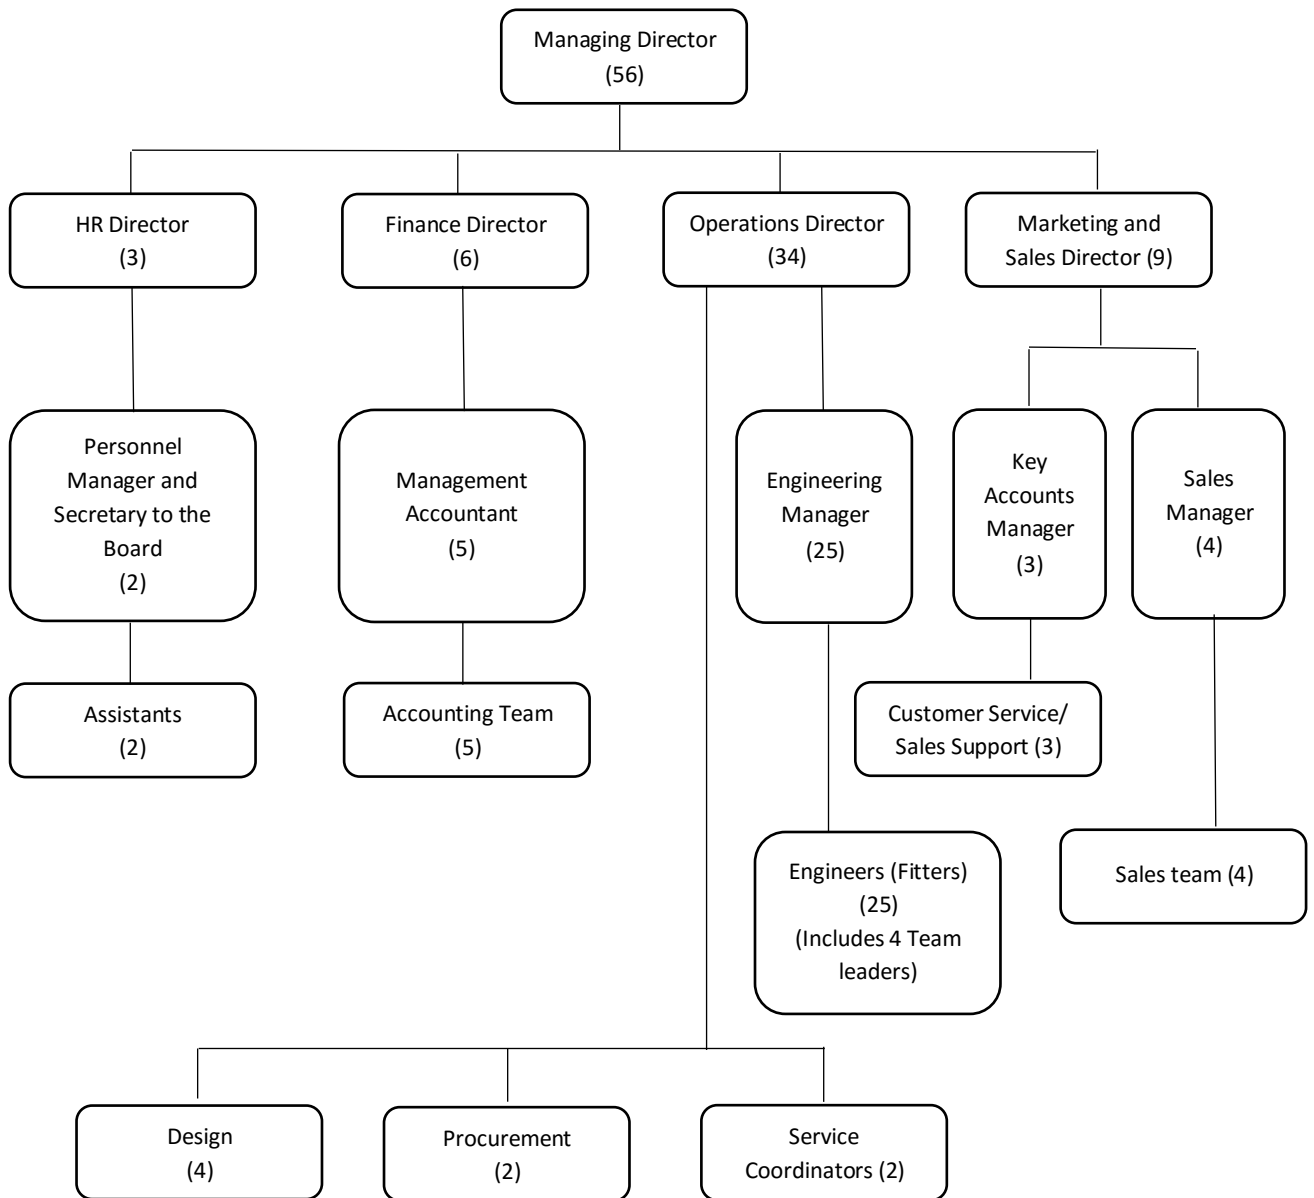 Managing Director
(56)
HR Director
(3)
Finance Director
(6)
Operations Director
(34)
Marketing and
Sales Director (9)
Personnel
Manager and
Secretary to the
Board
(2)
Management
Accountant
(5)
Engineering
Manager
(25)
Key
Accounts
Manager
(3)
Sales
Manager
(4)
Assistants
(2)
Accounting Team
(5)
Customer Service/
Sales Support (3)
Engineers (Fitters)
(25)
(Includes 4 Team
leaders)
Sales team (4)
Design
(4)
Procurement
(2)
Service
Coordinators (2)